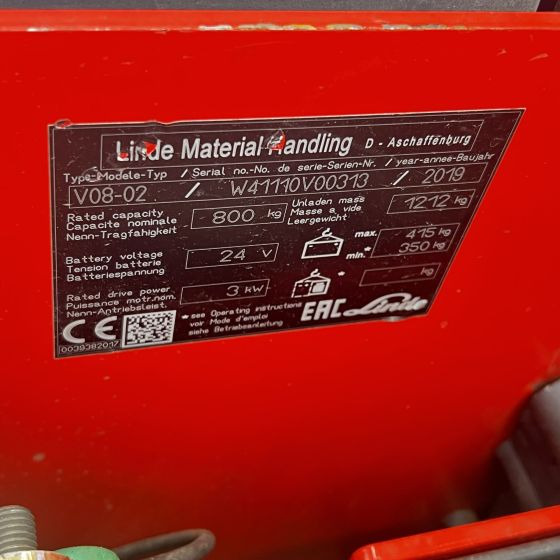 Linde Material Handling D - Aschaffenburg
Type-Modele-Typ / Serial no.-No. de serie-Serien-Nr. / year-annee-Baujahr
V08-02 / W41110V00313 / 2019
Rated capacity
Capacite nominale
Nenn-Tragfähigkeit
800 kg
Unladen mass
Masse a vide
Leergewicht
1212 kg
Battery voltage
Tension batterie
Batteriespannung
24 V
max. 415 kg
min.* 350 kg
Rated drive power
Puissance motr.nom.
Nenn-Antriebsleist.
3 kW
* kg
CE
0039382017
*see Operating instructions
voir Mode d'emploi
siehe Betriebsanleitung
EAC Linde